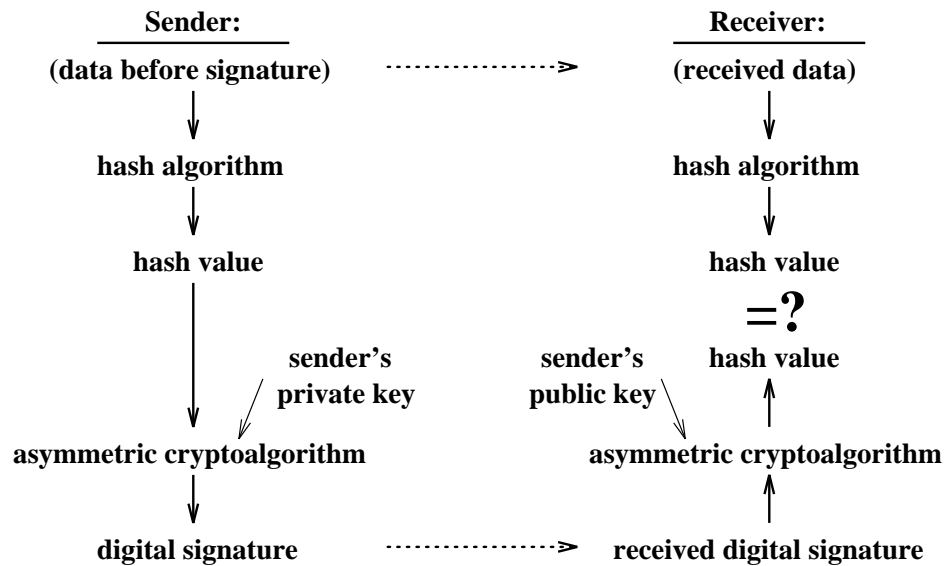 Sender:
(data before signature)
hash algorithm
hash value
sender's
private key
asymmetric cryptoalgorithm
digital signature
Receiver:
(received data)
hash algorithm
hash value
=?
hash value
sender's
public key
asymmetric cryptoalgorithm
received digital signature